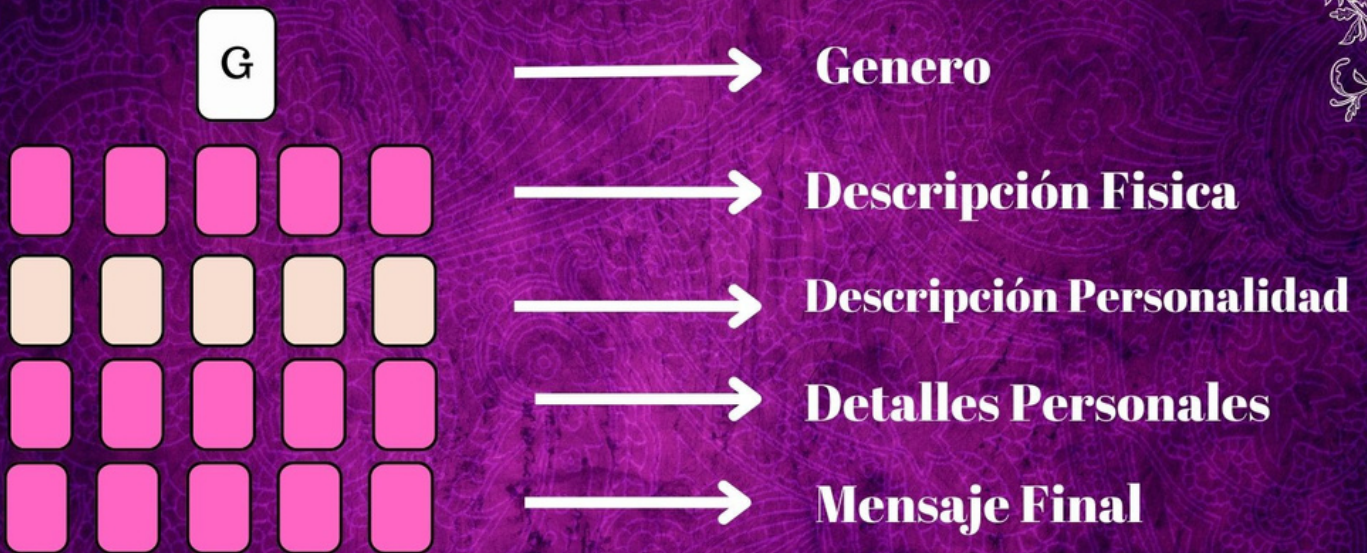 G
Genero
Descripción Fisica
Descripción Personalidad
Detalles Personales
Mensaje Final